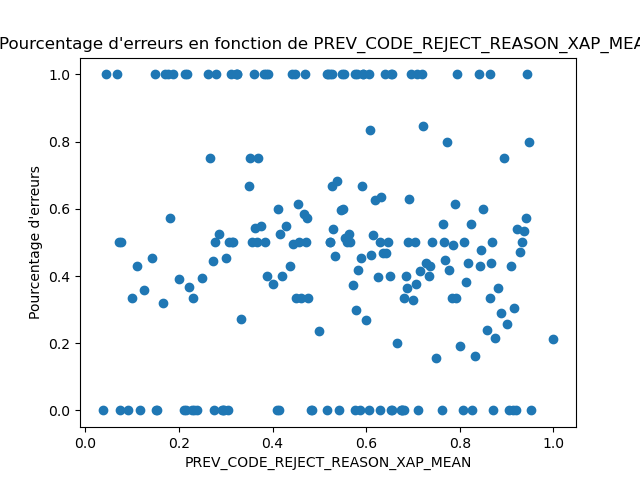 Pourcentage d'erreurs en fonction de PREV_CODE_REJECT_REASON_XAP_MEA
Pourcentage d'erreurs
1.0
0.8
0.6
0.4
0.2
0.0
0.0 0.2 0.4 0.6 0.8 1.0
PREV_CODE_REJECT_REASON_XAP_MEAN